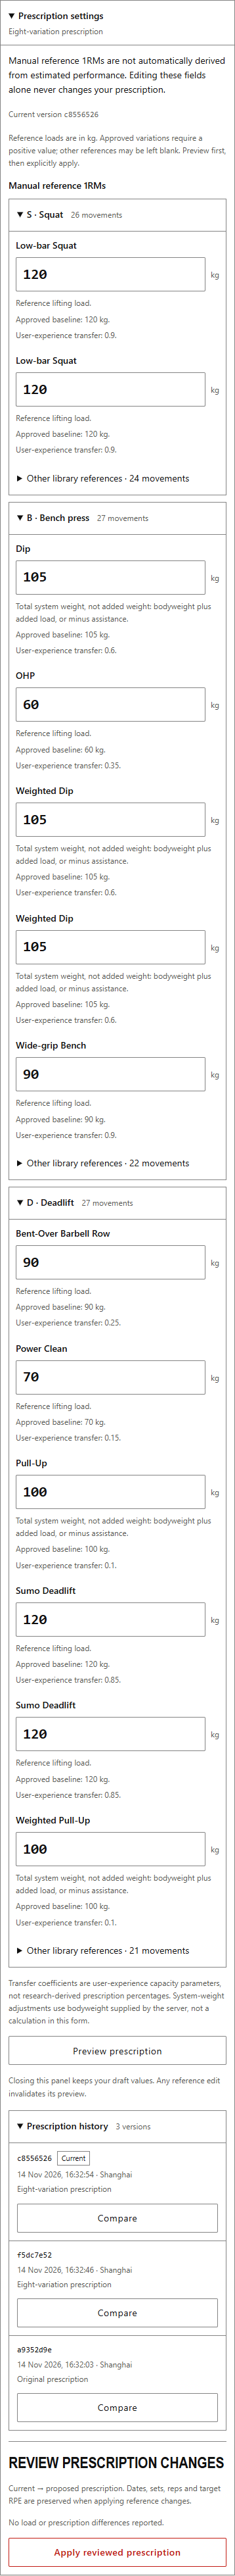 ▼ Prescription settings
Eight-variation prescription
Manual reference 1RMs are not automatically derived
from estimated performance. Editing these fields
alone never changes your prescription.
Current version c8556526
Reference loads are in kg. Approved variations require a
positive value; other references may be left blank. Preview first,
then explicitly apply.
Manual reference 1RMs
▼ S · Squat 26 movements
Low-bar Squat
120 kg
Reference lifting load.
Approved baseline: 120 kg.
User-experience transfer: 0.9.
Low-bar Squat
120 kg
Reference lifting load.
Approved baseline: 120 kg.
User-experience transfer: 0.9.
▶ Other library references · 24 movements
▼ B · Bench press 27 movements
Dip
105 kg
Total system weight, not added weight: bodyweight plus
added load, or minus assistance.
Approved baseline: 105 kg.
User-experience transfer: 0.6.
OHP
60 kg
Reference lifting load.
Approved baseline: 60 kg.
User-experience transfer: 0.35.
Weighted Dip
105 kg
Total system weight, not added weight: bodyweight plus
added load, or minus assistance.
Approved baseline: 105 kg.
User-experience transfer: 0.6.
Weighted Dip
105 kg
Total system weight, not added weight: bodyweight plus
added load, or minus assistance.
Approved baseline: 105 kg.
User-experience transfer: 0.6.
Wide-grip Bench
90 kg
Reference lifting load.
Approved baseline: 90 kg.
User-experience transfer: 0.9.
▶ Other library references · 22 movements
▼ D · Deadlift 27 movements
Bent-Over Barbell Row
90 kg
Reference lifting load.
Approved baseline: 90 kg.
User-experience transfer: 0.25.
Power Clean
70 kg
Reference lifting load.
Approved baseline: 70 kg.
User-experience transfer: 0.15.
Pull-Up
100 kg
Total system weight, not added weight: bodyweight plus
added load, or minus assistance.
Approved baseline: 100 kg.
User-experience transfer: 0.1.
Sumo Deadlift
120 kg
Reference lifting load.
Approved baseline: 120 kg.
User-experience transfer: 0.85.
Sumo Deadlift
120 kg
Reference lifting load.
Approved baseline: 120 kg.
User-experience transfer: 0.85.
Weighted Pull-Up
100 kg
Total system weight, not added weight: bodyweight plus
added load, or minus assistance.
Approved baseline: 100 kg.
User-experience transfer: 0.1.
▶ Other library references · 21 movements
Transfer coefficients are user-experience capacity parameters,
not research-derived prescription percentages. System-weight
adjustments use bodyweight supplied by the server, not a
calculation in this form.
Preview prescription
Closing this panel keeps your draft values. Any reference edit
invalidates its preview.
▼ Prescription history 3 versions
c8556526 Current
14 Nov 2026, 16:32:54 · Shanghai
Eight-variation prescription
Compare
f5dc7e52
14 Nov 2026, 16:32:46 · Shanghai
Eight-variation prescription
Compare
a9352d9e
14 Nov 2026, 16:32:03 · Shanghai
Original prescription
Compare
REVIEW PRESCRIPTION CHANGES
Current → proposed prescription. Dates, sets, reps and target
RPE are preserved when applying reference changes.
No load or prescription differences reported.
Apply reviewed prescription